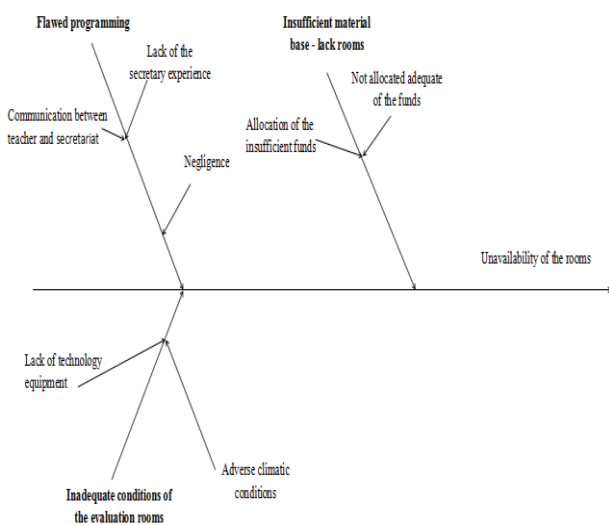 Flawed programming
Lack of the
secretary experience
Communication between
teacher and secretariat
Negligence
Insufficient material
base - lack rooms
Not allocated adequate
of the funds
Allocation of the
insufficient funds
Unavailability of the rooms
Lack of technology
equipment
Adverse climatic
conditions
Inadequate conditions of
the evaluation rooms